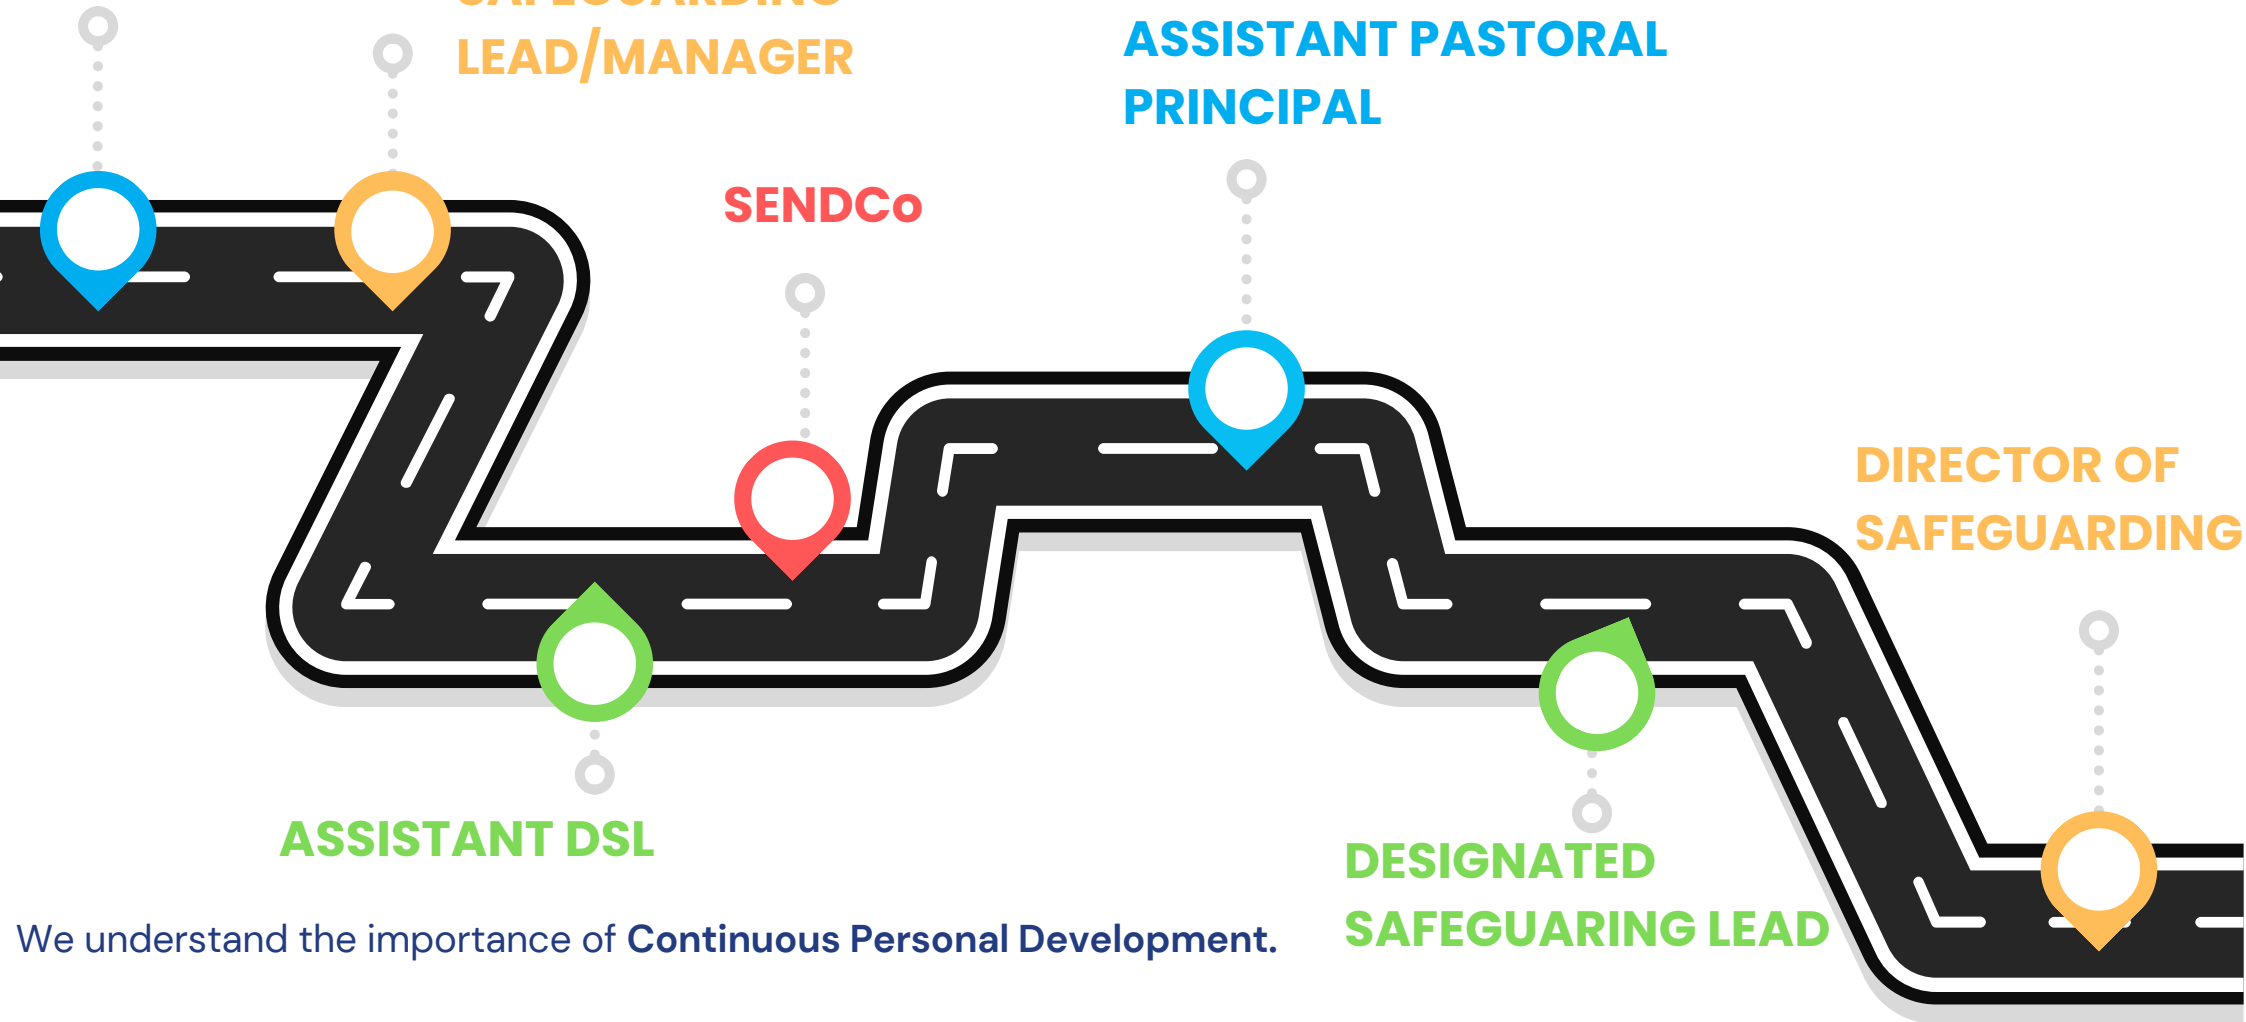 LEAD/MANAGER
ASSISTANT PASTORAL
PRINCIPAL
SENDCo
DIRECTOR OF
SAFEGUARDING
ASSISTANT DSL
DESIGNATED
SAFEGUARING LEAD
We understand the importance of Continuous Personal Development.